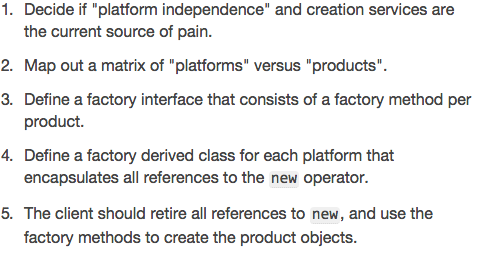 1. Decide if "platform independence" and creation services are
the current source of pain.
2. Map out a matrix of "platforms" versus "products".
3. Define a factory interface that consists of a factory method per
product.
4. Define a factory derived class for each platform that
encapsulates all references to the new operator.
5. The client should retire all references to new, and use the
factory methods to create the product objects.